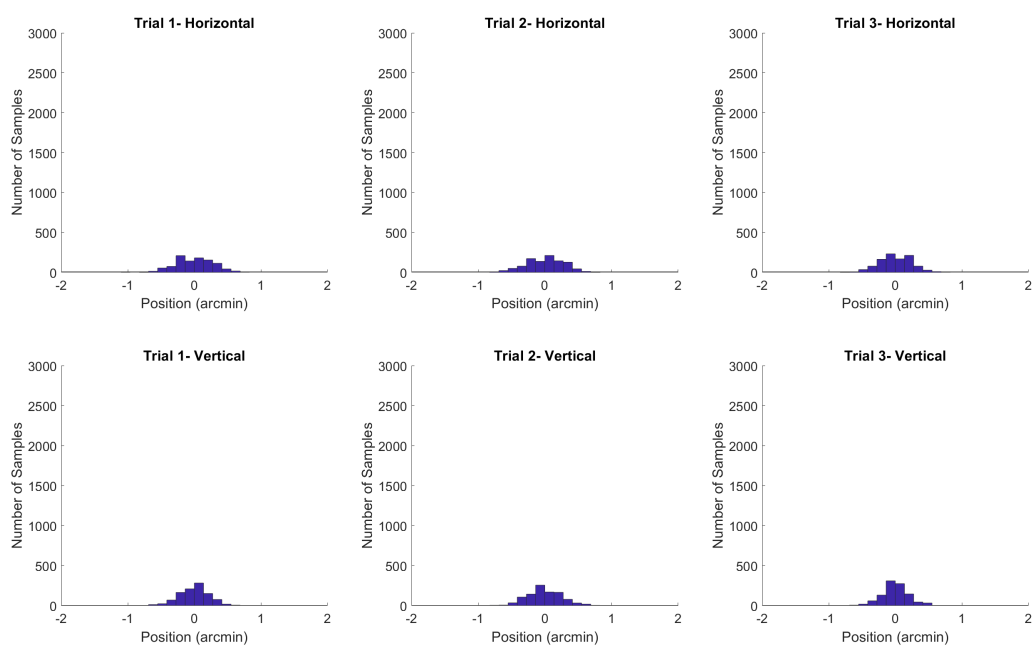 Trial 1- Horizontal
3000
2500
2000
1500
1000
500
0
Number of Samples
-2 -1 0 1 2
Position (arcmin)
Trial 2- Horizontal
3000
2500
2000
1500
1000
500
0
Number of Samples
-2 -1 0 1 2
Position (arcmin)
Trial 3- Horizontal
3000
2500
2000
1500
1000
500
0
Number of Samples
-2 -1 0 1 2
Position (arcmin)
Trial 1- Vertical
3000
2500
2000
1500
1000
500
0
Number of Samples
-2 -1 0 1 2
Position (arcmin)
Trial 2- Vertical
3000
2500
2000
1500
1000
500
0
Number of Samples
-2 -1 0 1 2
Position (arcmin)
Trial 3- Vertical
3000
2500
2000
1500
1000
500
0
Number of Samples
-2 -1 0 1 2
Position (arcmin)